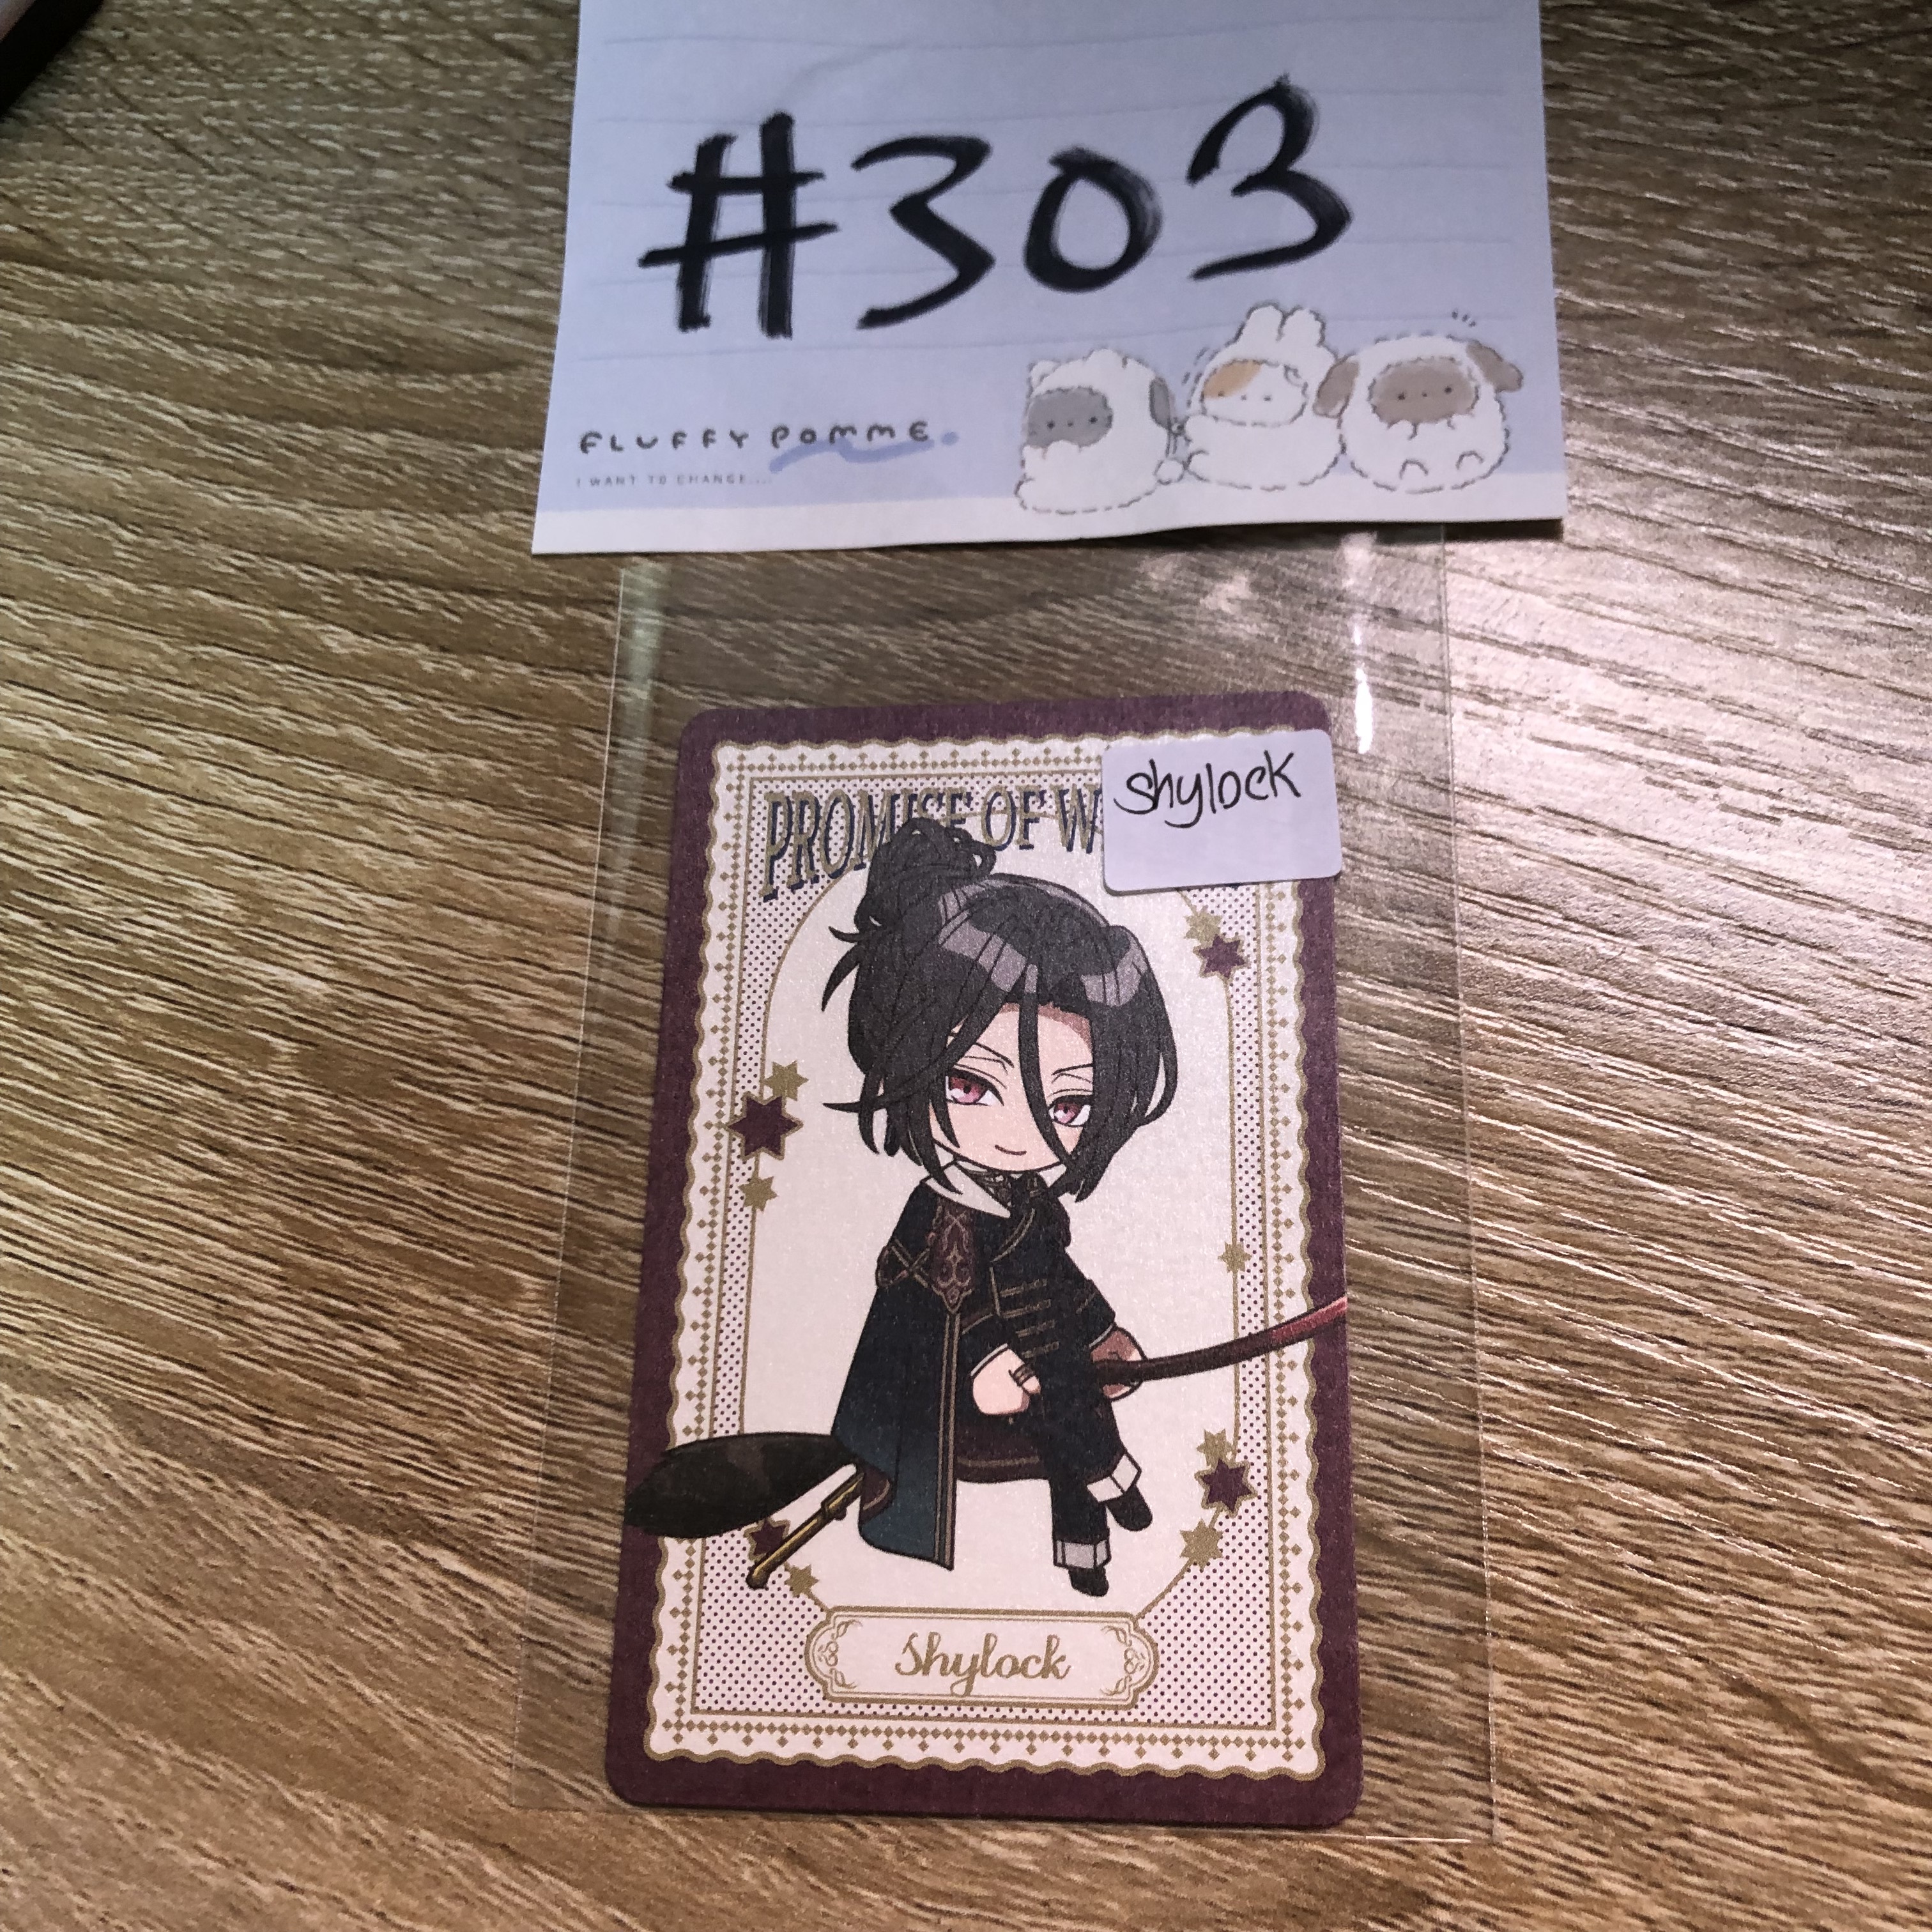 #303
FLUFFY POMME.
I WANT TO CHANGE....
shylock
PROMISE OF W
Shylock